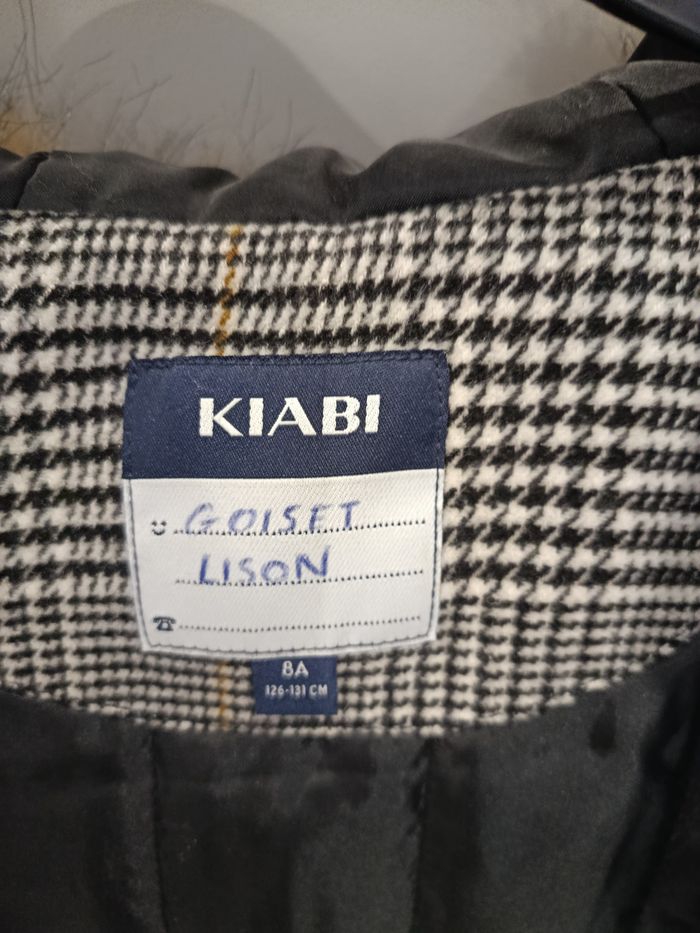 KIABI
GOISET
LISON
8A
126-131 CM